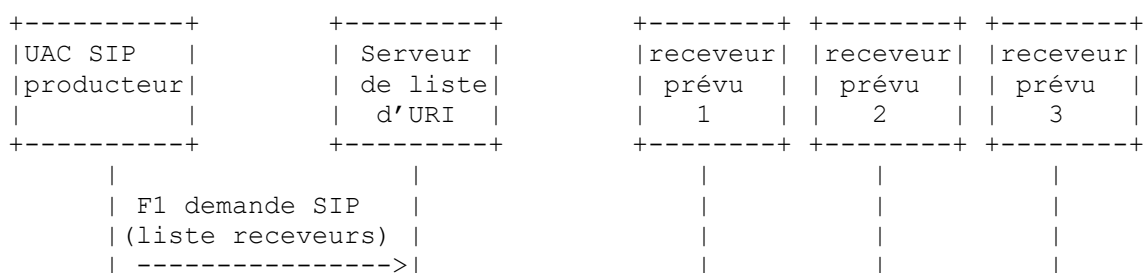 +----------+ +---------+ +--------+ +--------+ +--------+
|UAC SIP | | Serveur | |receveur| |receveur| |receveur|
|producteur| | de liste| | prévu | | prévu | | prévu |
| | | d’URI | | 1 | | 2 | | 3 |
+----------+ +---------+ +--------+ +--------+ +--------+
| | | | |
| F1 demande SIP | | | |
|(liste receveurs) | | | |
| ---------------->| | | |